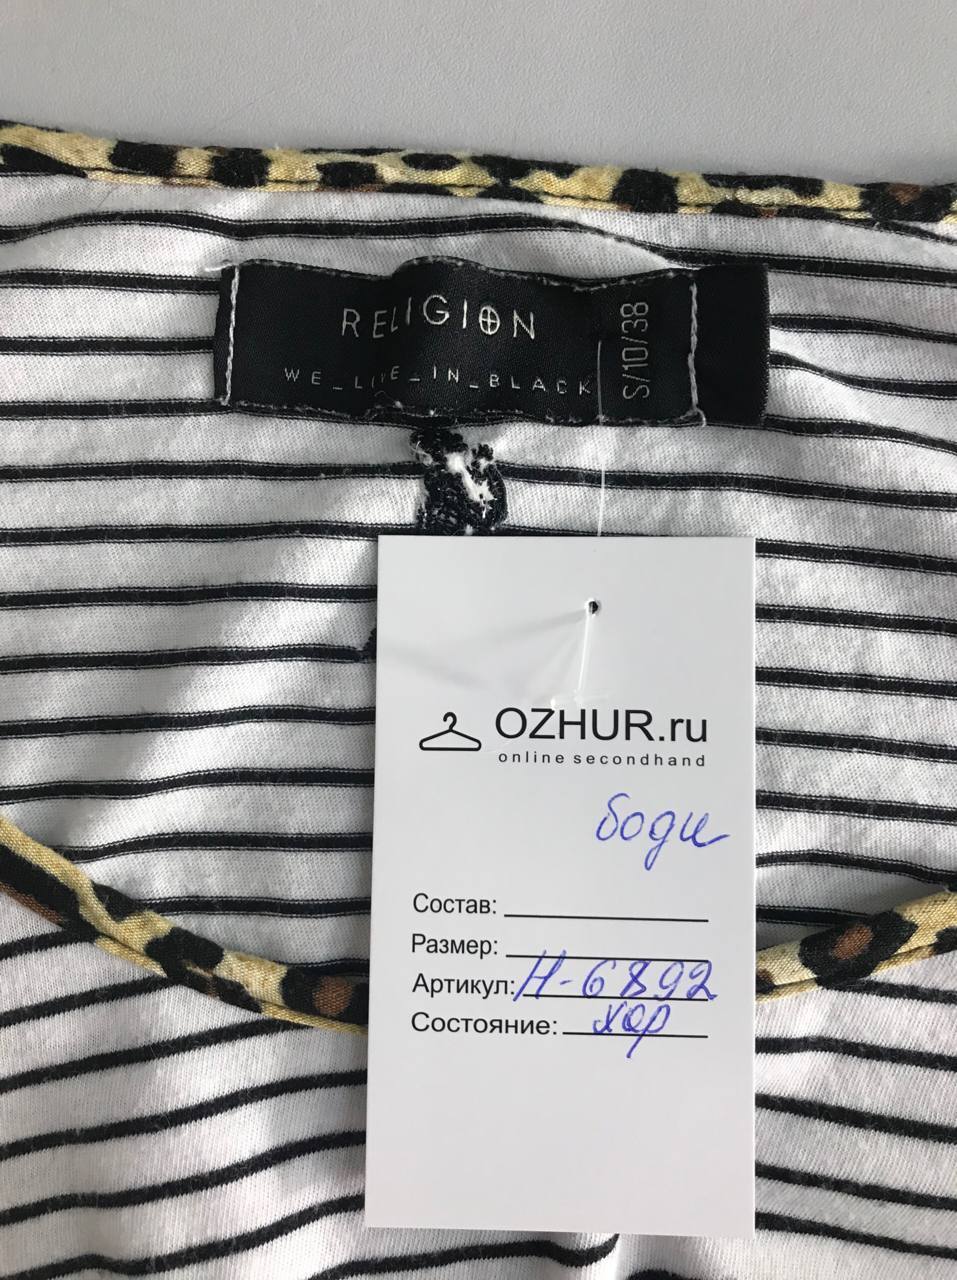 RELIGION
WE_LIVE_IN_BLACK
S/10/38
OZHUR.ru
online secondhand
боди
Состав:
Размер:
Артикул: Н-6892
Состояние: хор